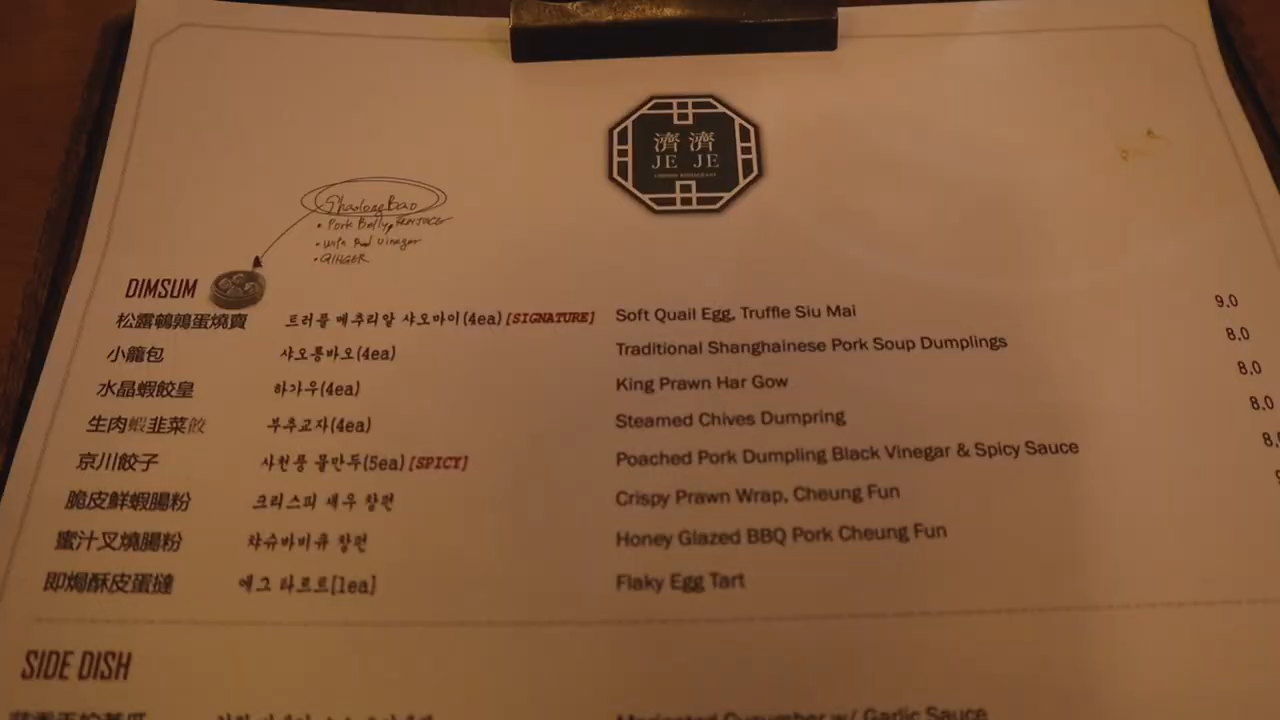 濟濟
JE JE
CHINESE RESTAURANT
ShaolongBao
• Pork Belly,
• with Red Vinegar
• GINGER
DIMSUM
松露鵪鶉蛋燒賣 트러플 메추리알 샤오마이(4ea) [SIGNATURE] Soft Quail Egg, Truffle Siu Mai 9.0
小籠包 샤오롱바오(4ea) Traditional Shanghainese Pork Soup Dumplings 8.0
水晶蝦餃皇 하가우(4ea) King Prawn Har Gow 8.0
生肉蝦韭菜餃 부추교자(4ea) Steamed Chives Dumpring 8.0
京川餃子 사천풍 물만두(5ea) [SPICY] Poached Pork Dumpling Black Vinegar & Spicy Sauce
脆皮鮮蝦腸粉 크리스피 새우 창펀 Crispy Prawn Wrap, Cheung Fun
蜜汁叉燒腸粉 챠슈바비큐 창펀 Honey Glazed BBQ Pork Cheung Fun
即焗酥皮蛋撻 에그 타르트[1ea] Flaky Egg Tart
SIDE DISH
Marinated Cucumber w/ Garlic Sauce